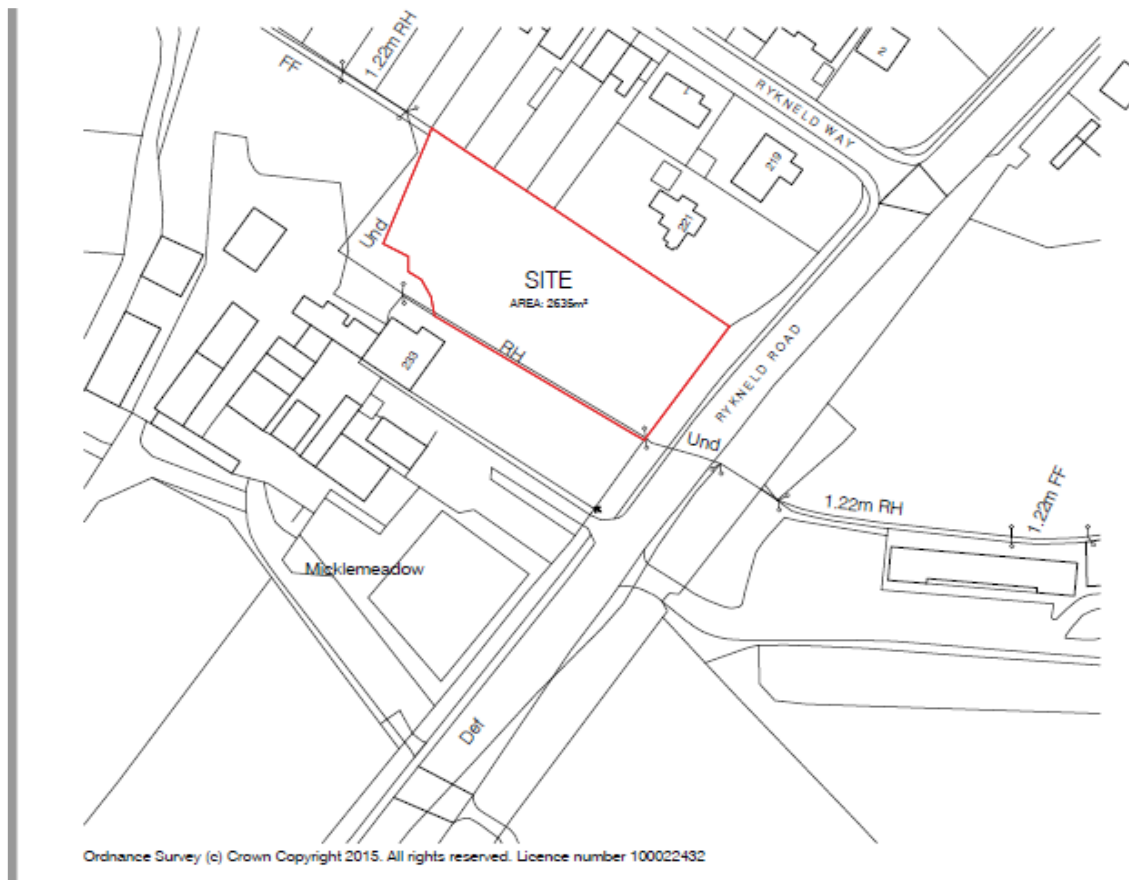 FF
1.22m RH
2
1
RYKNELD WAY
219
221
Und
SITE
AREA: 2635m²
RH
233
RYKNELD ROAD
Und
1.22m RH
1.22m FF
Micklemeadow
Def
Ordnance Survey (c) Crown Copyright 2015. All rights reserved. Licence number 100022432